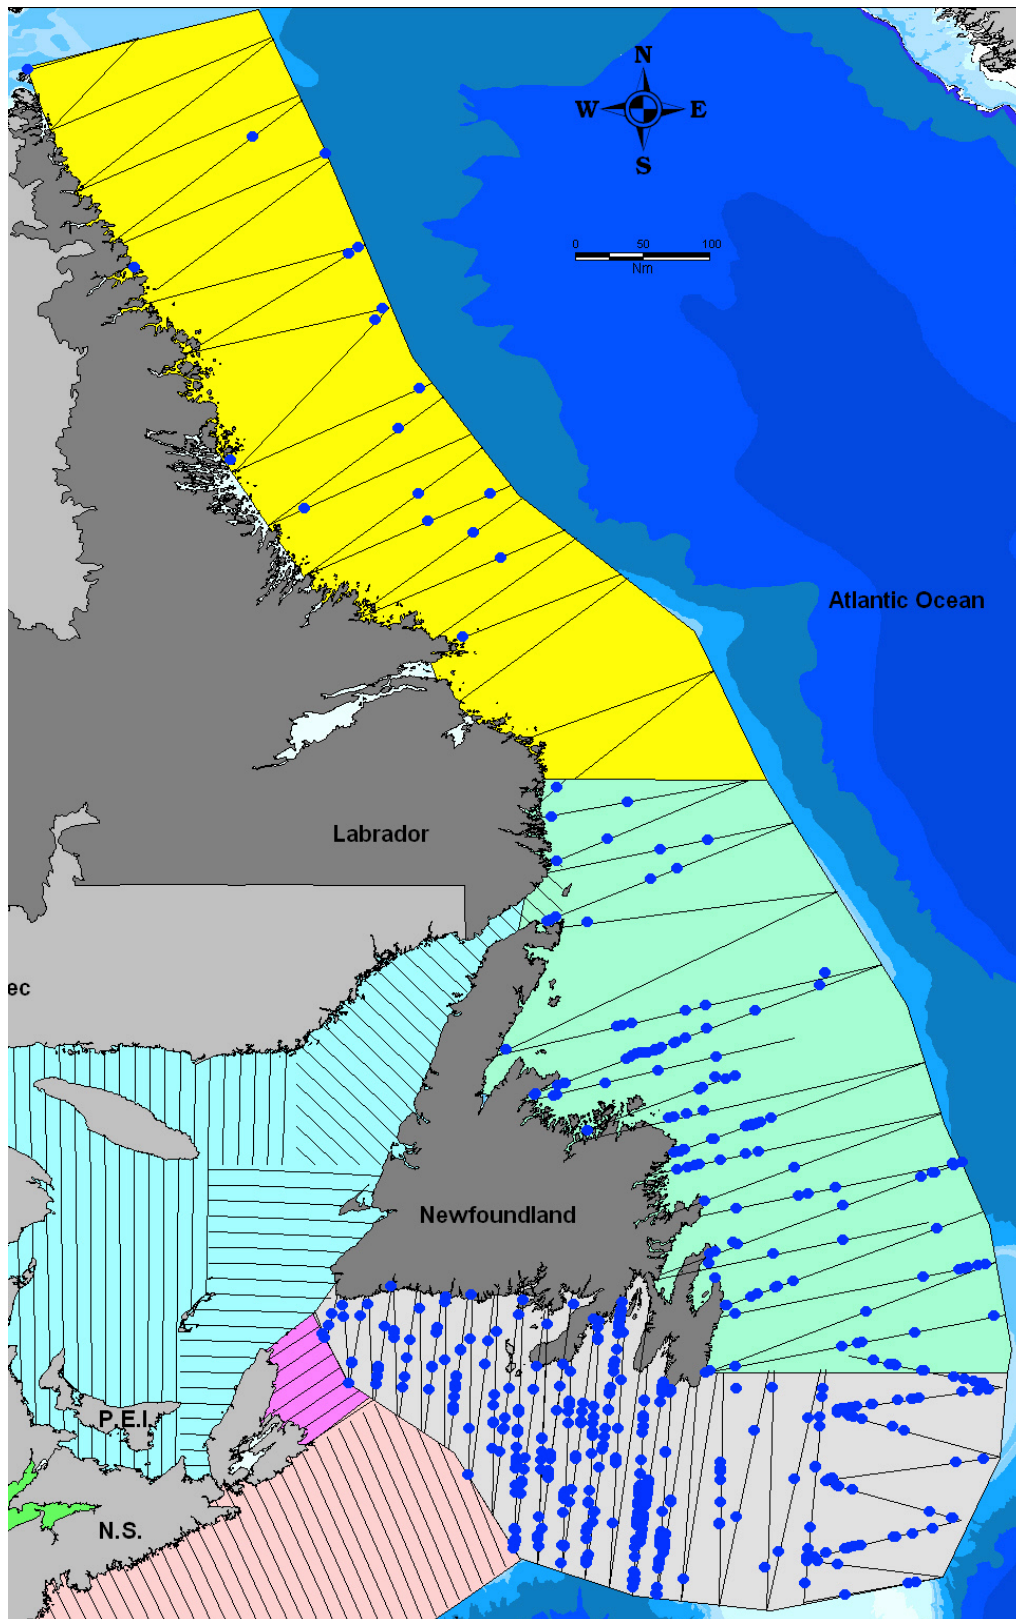 N
W E
S
0 50 100
Nm
Atlantic Ocean
Labrador
ec
Newfoundland
P.E.I.
N.S.